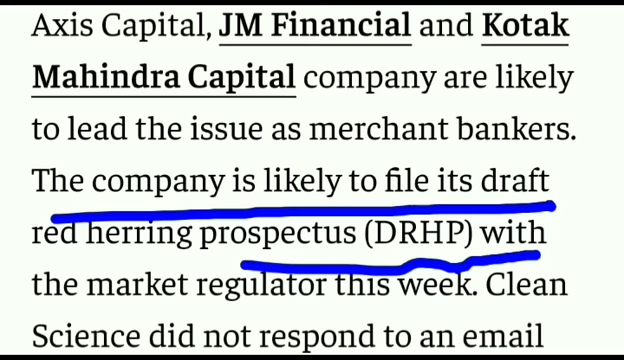 Axis Capital, JM Financial and Kotak
Mahindra Capital company are likely
to lead the issue as merchant bankers.
The company is likely to file its draft
red herring prospectus (DRHP) with
the market regulator this week. Clean
Science did not respond to an email